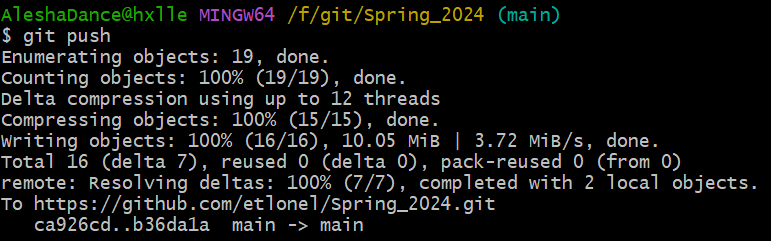 AleshaDance@hxlle MINGW64 /f/git/Spring_2024 (main)
$ git push
Enumerating objects: 19, done.
Counting objects: 100% (19/19), done.
Delta compression using up to 12 threads
Compressing objects: 100% (15/15), done.
Writing objects: 100% (16/16), 10.05 MiB | 3.72 MiB/s, done.
Total 16 (delta 7), reused 0 (delta 0), pack-reused 0 (from 0)
remote: Resolving deltas: 100% (7/7), completed with 2 local objects.
To https://github.com/etlonel/Spring_2024.git
   ca926cd..b36da1a  main -> main